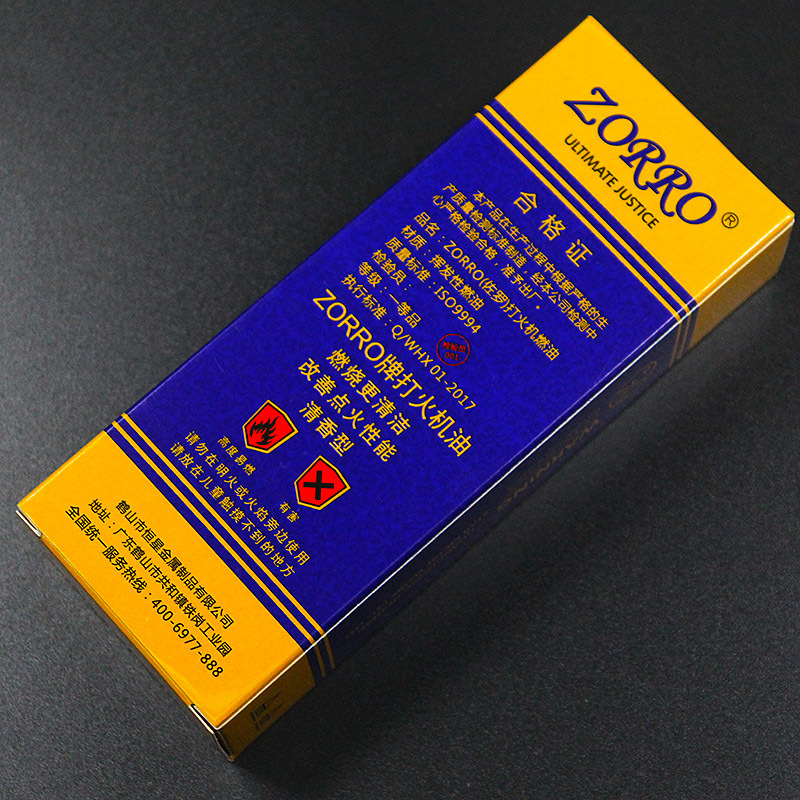 ZORRO®
ULTIMATE JUSTICE
合格证
本产品在生产过程中根据严格的生
产质量检测标准制造，经本公司检测中
心严格检验合格，准予出厂。
品名：ZORRO(佐罗)打火机燃油
材质：挥发性燃油
质量标准：ISO9994
检验员：
检验员
001
等级：一等品
执行标准：Q/WHX 01-2017
ZORRO牌打火机油
燃烧更清洁
改善点火性能
清香型
高度易燃
有害
请勿在明火或火焰旁边使用
请放在儿童触摸不到的地方
鹤山市恒星金属制品有限公司
地址：广东鹤山市共和镇铁岗工业园
全国统一服务热线：400-6977-888
WARNING